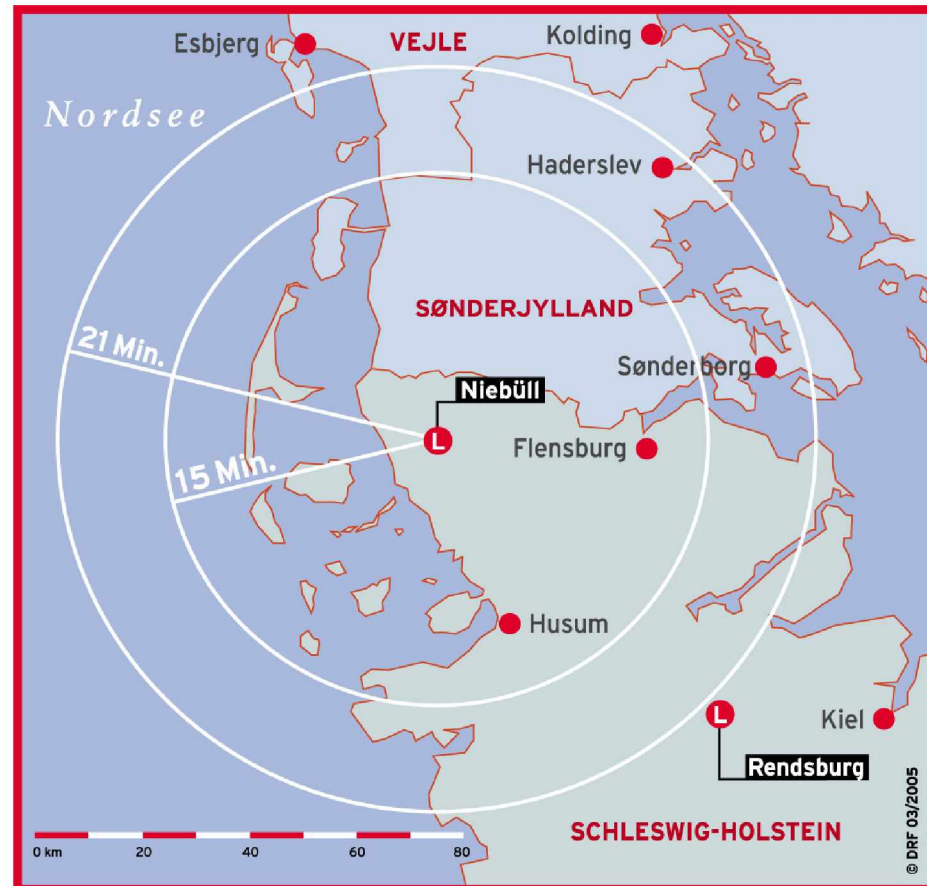 Esbjerg
VEJLE
Kolding
Nordsee
Haderslev
SØNDERJYLLAND
21 Min.
Sønderborg
Niebüll
L
Flensburg
15 Min.
Husum
L
Kiel
Rendsburg
SCHLESWIG-HOLSTEIN
0 km 20 40 60 80
© DRF 03/2005